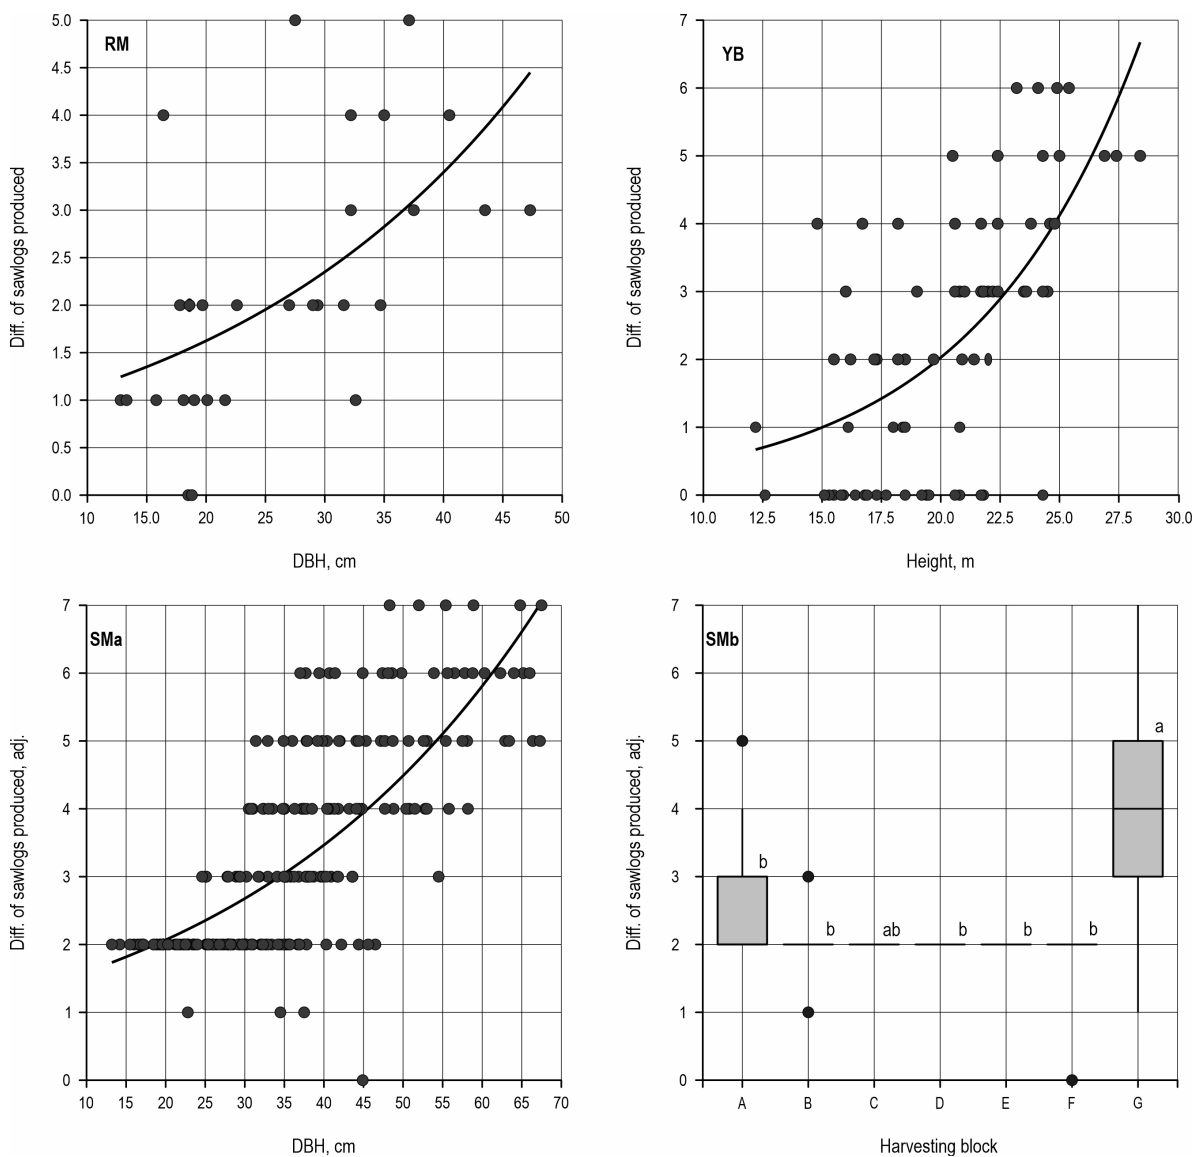 RM
5.0
4.5
4.0
3.5
3.0
2.5
2.0
1.5
1.0
0.5
0.0
Diff. of sawlogs produced
10 15.0 20 25 30 35 40 45 50
DBH, cm
YB
7
6
5
4
3
2
1
0
Diff. of sawlogs produced
10.0 12.5 15.0 17.5 20.0 22.5 25.0 27.5 30.0
Height, m
SMa
7
6
5
4
3
2
1
0
Diff. of sawlogs produced, adj.
10 15 20 25 30 35 40 45 50 55 60 65 70
DBH, cm
SMb
7
6
5
4
3
2
1
0
Diff. of sawlogs produced, adj.
b b ab b b b a
A B C D E F G
Harvesting block